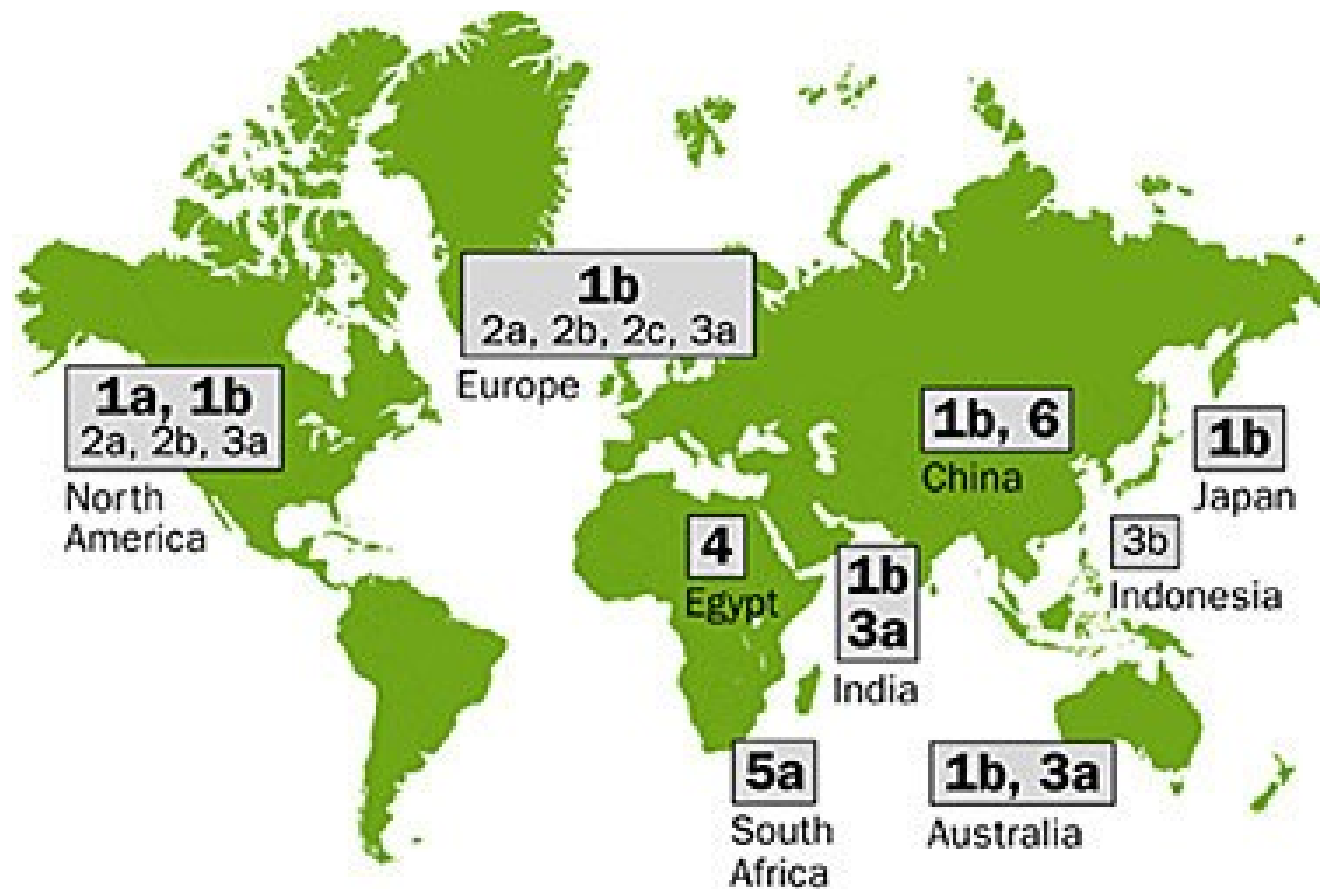 1b
2a, 2b, 2c, 3a
Europe
1a, 1b
2a, 2b, 3a
North
America
1b, 6
China
1b
Japan
4
Egypt
1b
3a
India
3b
Indonesia
5a
South
Africa
1b, 3a
Australia